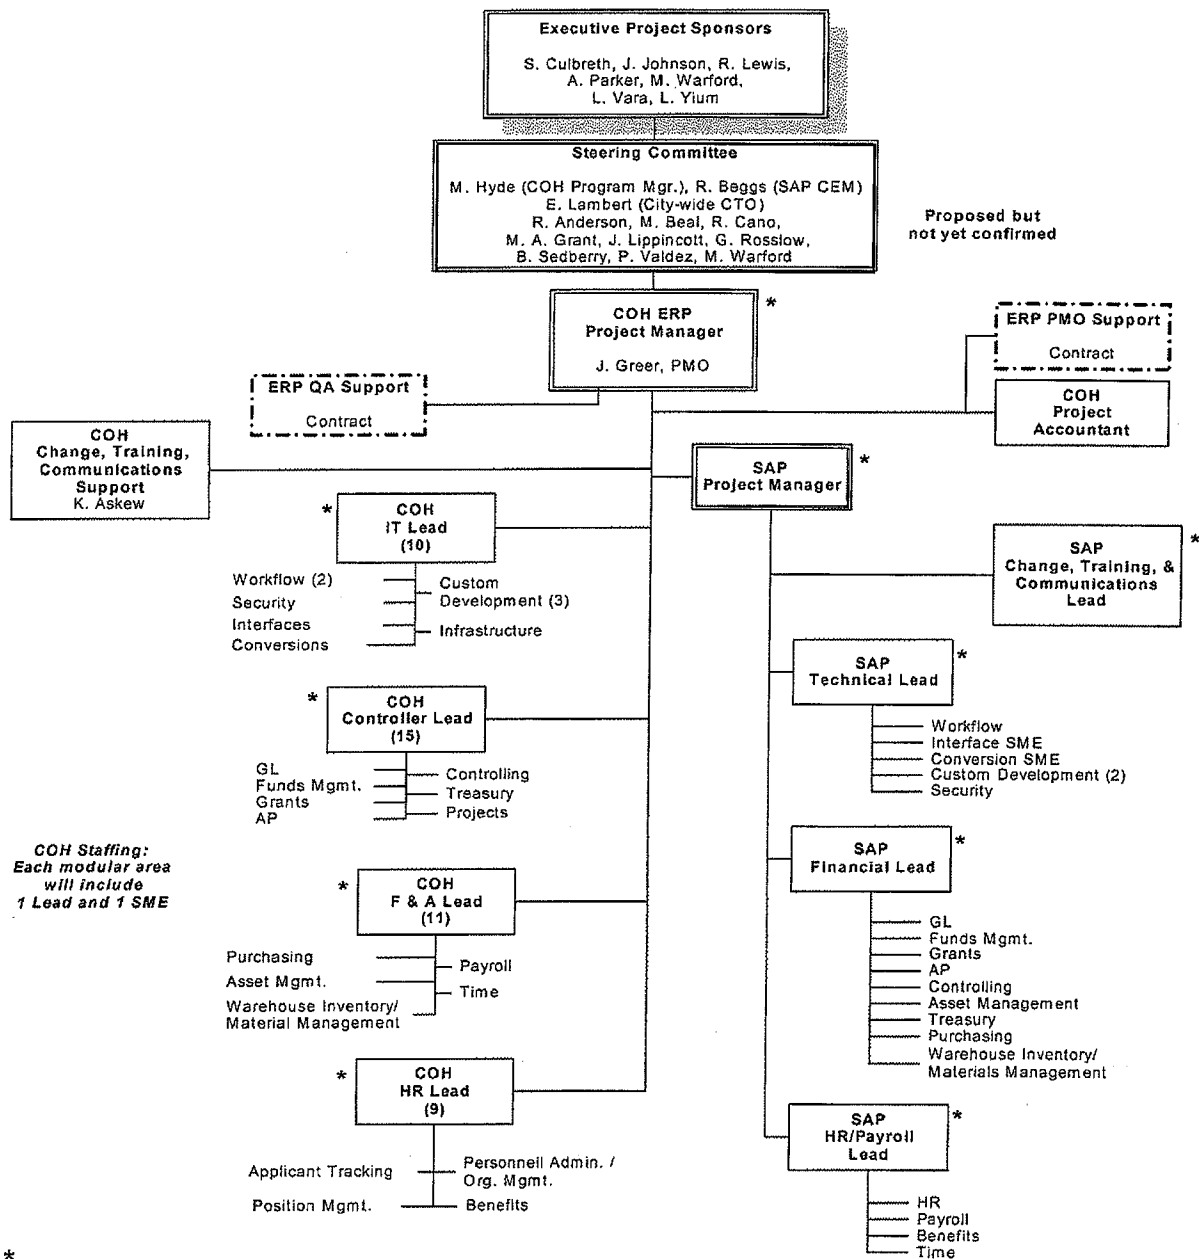 Executive Project Sponsors
S. Culbreth, J. Johnson, R. Lewis,
A. Parker, M. Warford,
L. Vara, L. Yium
Steering Committee
M. Hyde (COH Program Mgr.), R. Beggs (SAP CEM)
E. Lambert (City-wide CTO)
R. Anderson, M. Beal, R. Cano,
M. A. Grant, J. Lippincott, G. Rosslow,
B. Sedberry, P. Valdez, M. Warford
Proposed but
not yet confirmed
COH ERP
Project Manager
J. Greer, PMO
*
ERP PMO Support
Contract
ERP QA Support
Contract
COH
Project
Accountant
COH
Change, Training,
Communications
Support
K. Askew
SAP
Project Manager
*
*
COH
IT Lead
(10)
Workflow (2)
Security
Interfaces
Conversions
Custom
Development (3)
Infrastructure
SAP
Change, Training, &
Communications
Lead
*
SAP
Technical Lead
*
Workflow
Interface SME
Conversion SME
Custom Development (2)
Security
*
COH
Controller Lead
(15)
GL
Funds Mgmt.
Grants
AP
Controlling
Treasury
Projects
COH Staffing:
Each modular area
will include
1 Lead and 1 SME
SAP
Financial Lead
*
GL
Funds Mgmt.
Grants
AP
Controlling
Asset Management
Treasury
Purchasing
Warehouse Inventory/
Materials Management
*
COH
F & A Lead
(11)
Purchasing
Asset Mgmt.
Warehouse Inventory/
Material Management
Payroll
Time
*
COH
HR Lead
(9)
Applicant Tracking
Position Mgmt.
Personnell Admin. /
Org. Mgmt.
Benefits
SAP
HR/Payroll
Lead
*
HR
Payroll
Benefits
Time
*